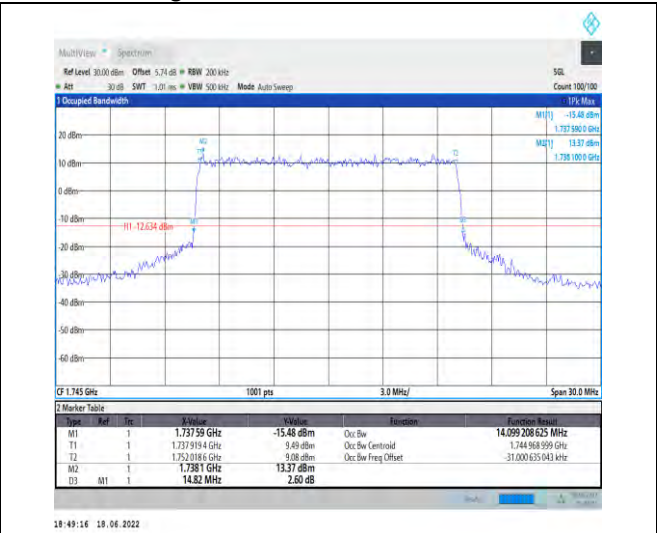 MultiView Spectrum
Ref Level 30.00 dBm Offset 5.74 dB RBW 200 kHz SGL
Att 30 dB SWT 1.01 ms VBW 500 kHz Mode Auto Sweep Count 100/100
1 Occupied Bandwidth 1Pk Max
M1[1] -15.48 dBm
1.737 590 0 GHz
20 dBm M2[1] 13.37 dBm
1.738 100 0 GHz
M2
T1 T2
10 dBm
0 dBm
-10 dBm
H1 -12.634 dBm M1
-20 dBm
-30 dBm
-40 dBm
-50 dBm
-60 dBm
CF 1.745 GHz 1001 pts 3.0 MHz/ Span 30.0 MHz
2 Marker Table
Type Ref Trc X-Value Y-Value Function Function Result
M1 1 1.73759 GHz -15.48 dBm Occ Bw 14.099 208 625 MHz
T1 1 1.737 919 4 GHz 9.49 dBm Occ Bw Centroid 1.744 968 999 GHz
T2 1 1.752 018 6 GHz 9.08 dBm Occ Bw Freq Offset -31.000 635 043 kHz
M2 1 1.7381 GHz 13.37 dBm
D3 M1 1 14.82 MHz 2.60 dB
18:49:16 18.06.2022